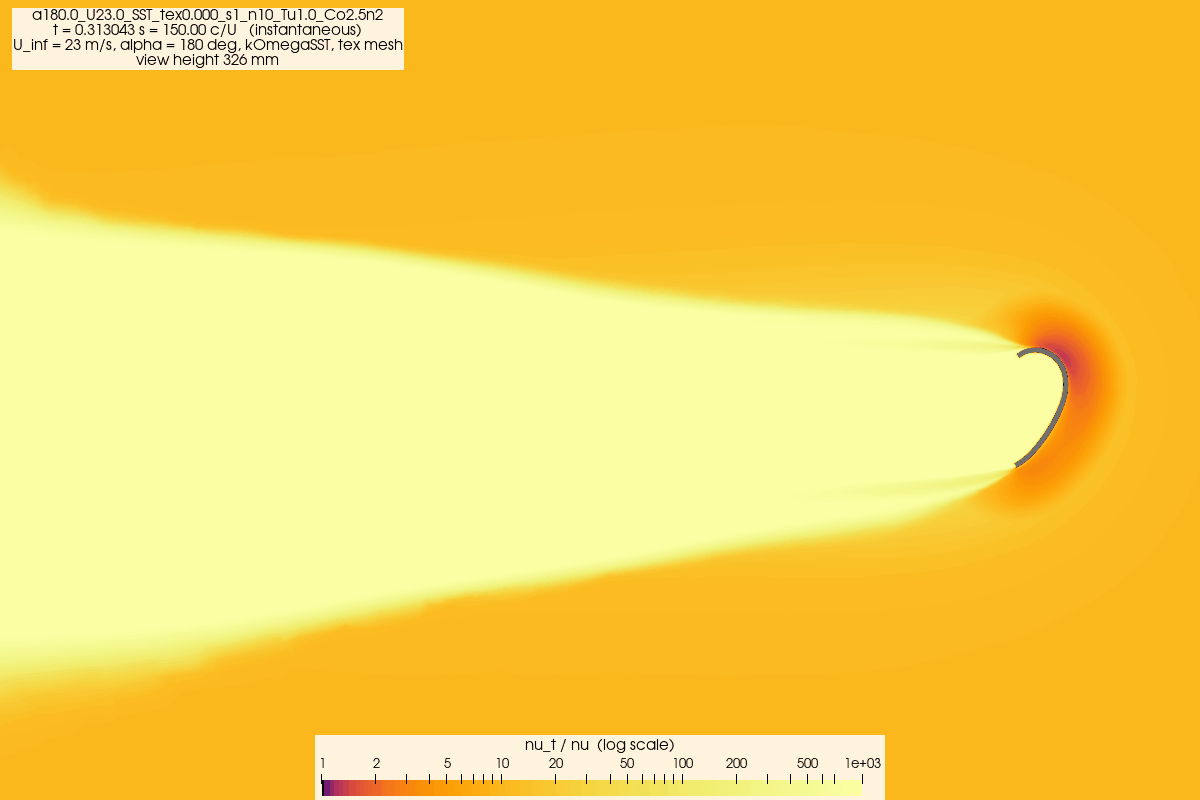 a180.0_U23.0_SST_tex0.000_s1_n10_Tu1.0_Co2.5n2
t = 0.313043 s = 150.00 c/U (instantaneous)
U_inf = 23 m/s, alpha = 180 deg, kOmegaSST, tex mesh
view height 326 mm
nu_t / nu (log scale)
1 2 5 10 20 50 100 200 500 1e+03